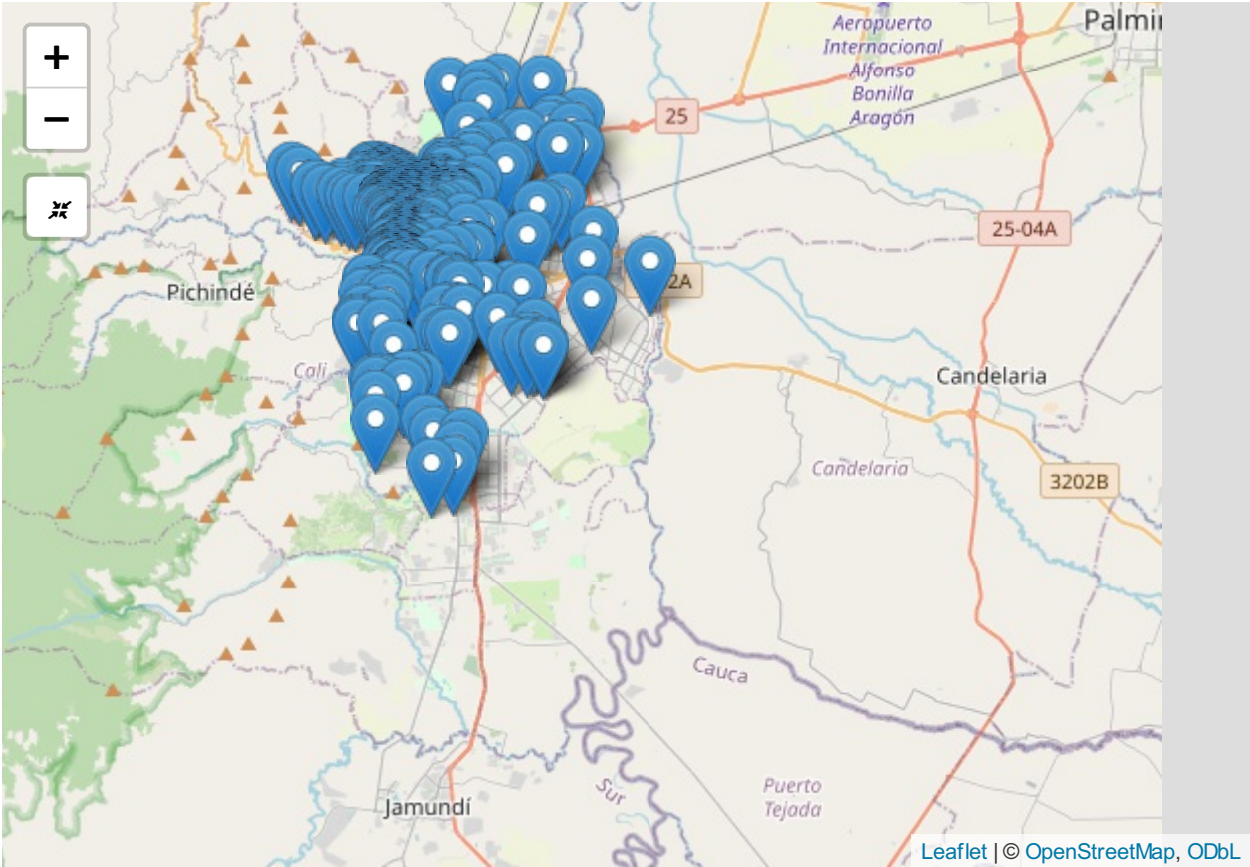 +
−
Aeropuerto
Internacional
Alfonso
Bonilla
Aragón
Palmi
25
25-04A
2A
Pichindé
Cali
Candelaria
Candelaria
3202B
Cauca
Sur
Puerto
Tejada
Jamundí
Leaflet | © OpenStreetMap, ODbL